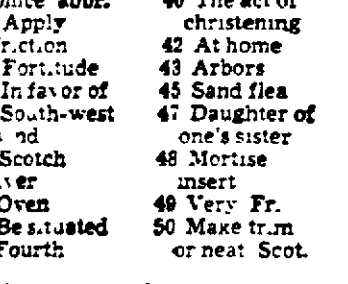 Apply
Fortitude
In favor of
South-west
Scotch
Oven
Be situated
Fourth
40 The act of
christening
42 At home
43 Arbors
45 Sand flea
47 Daughter of
one's sister
48 Mortise
insert
49 Very Fr.
50 Make trim
or neat Scot.